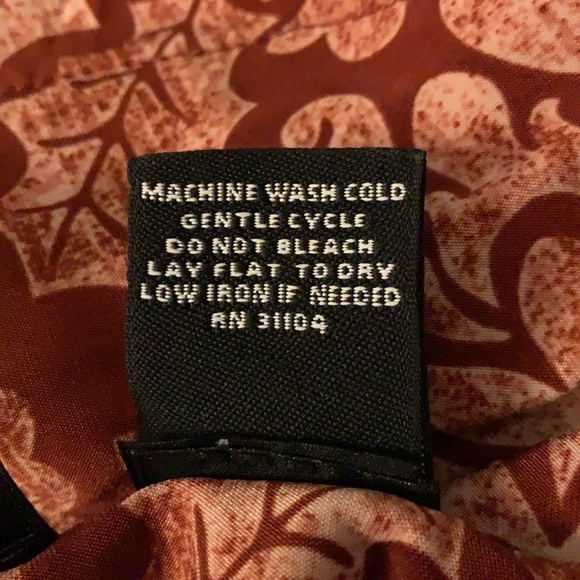 MACHINE WASH COLD
GENTLE CYCLE
DO NOT BLEACH
LAY FLAT TO DRY
LOW IRON IF NEEDED
RN 31104